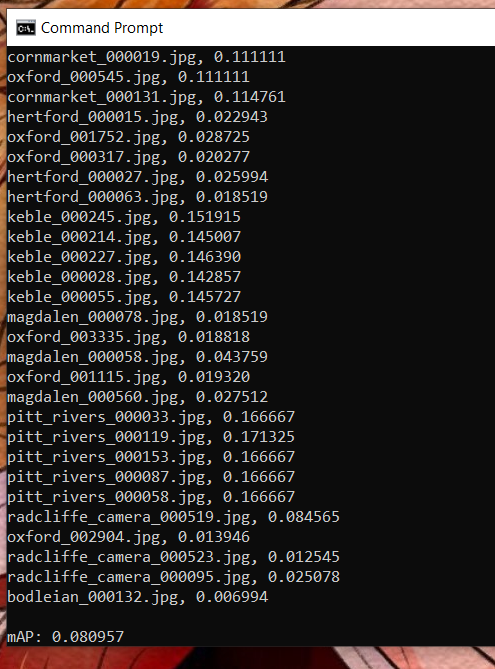 Command Prompt
cornmarket_000019.jpg, 0.111111
oxford_000545.jpg, 0.111111
cornmarket_000131.jpg, 0.114761
hertford_000015.jpg, 0.022943
oxford_001752.jpg, 0.028725
oxford_000317.jpg, 0.020277
hertford_000027.jpg, 0.025994
hertford_000063.jpg, 0.018519
keble_000245.jpg, 0.151915
keble_000214.jpg, 0.145007
keble_000227.jpg, 0.146390
keble_000028.jpg, 0.142857
keble_000055.jpg, 0.145727
magdalen_000078.jpg, 0.018519
oxford_003335.jpg, 0.018818
magdalen_000058.jpg, 0.043759
oxford_001115.jpg, 0.019320
magdalen_000560.jpg, 0.027512
pitt_rivers_000033.jpg, 0.166667
pitt_rivers_000119.jpg, 0.171325
pitt_rivers_000153.jpg, 0.166667
pitt_rivers_000087.jpg, 0.166667
pitt_rivers_000058.jpg, 0.166667
radcliffe_camera_000519.jpg, 0.084565
oxford_002904.jpg, 0.013946
radcliffe_camera_000523.jpg, 0.012545
radcliffe_camera_000095.jpg, 0.025078
bodleian_000132.jpg, 0.006994
mAP: 0.080957